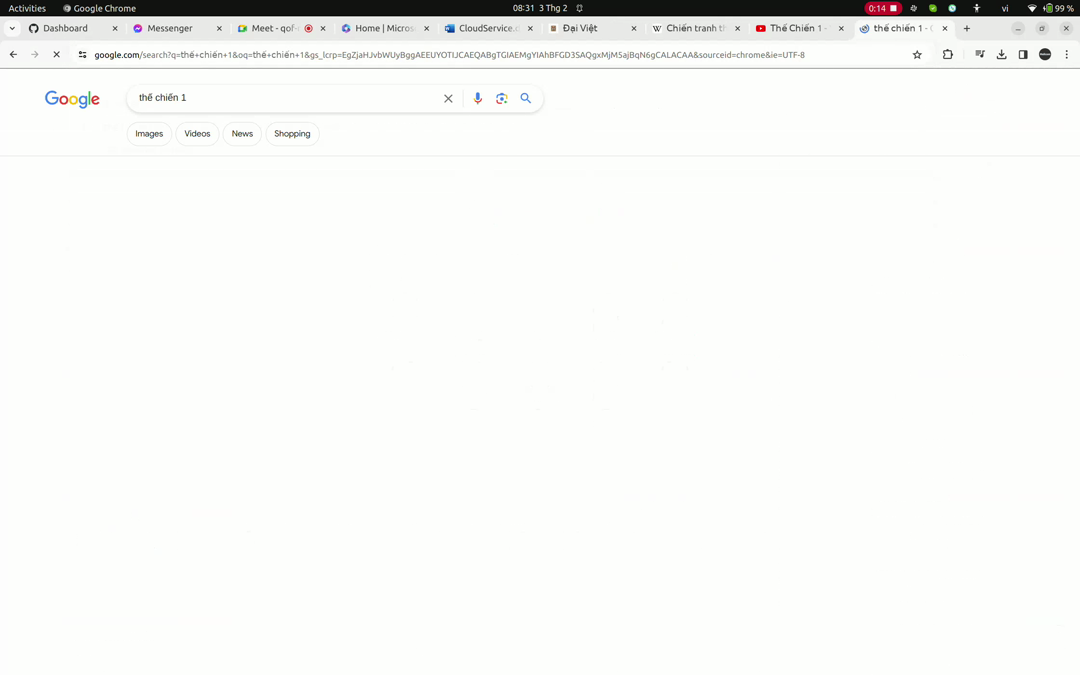 Activities Google Chrome 08:31 3 Thg 2 0:14 vi 99 %
Dashboard Messenger Meet - qof Home | Micros CloudService. Đại Việt Chiến tranh th Thế Chiến 1 - thế chiến 1 - G
google.com/search?q=thế+chiến+1&oq=thế+chiến+1&gs_lcrp=EgZjaHJvbWUyBggAEEUYOTIJCAEQABgTGIAEMgYIAhBFGD3SAQgxMjM5ajBqN6gCALACAA&sourceid=chrome&ie=UTF-8
Google thế chiến 1
Images Videos News Shopping